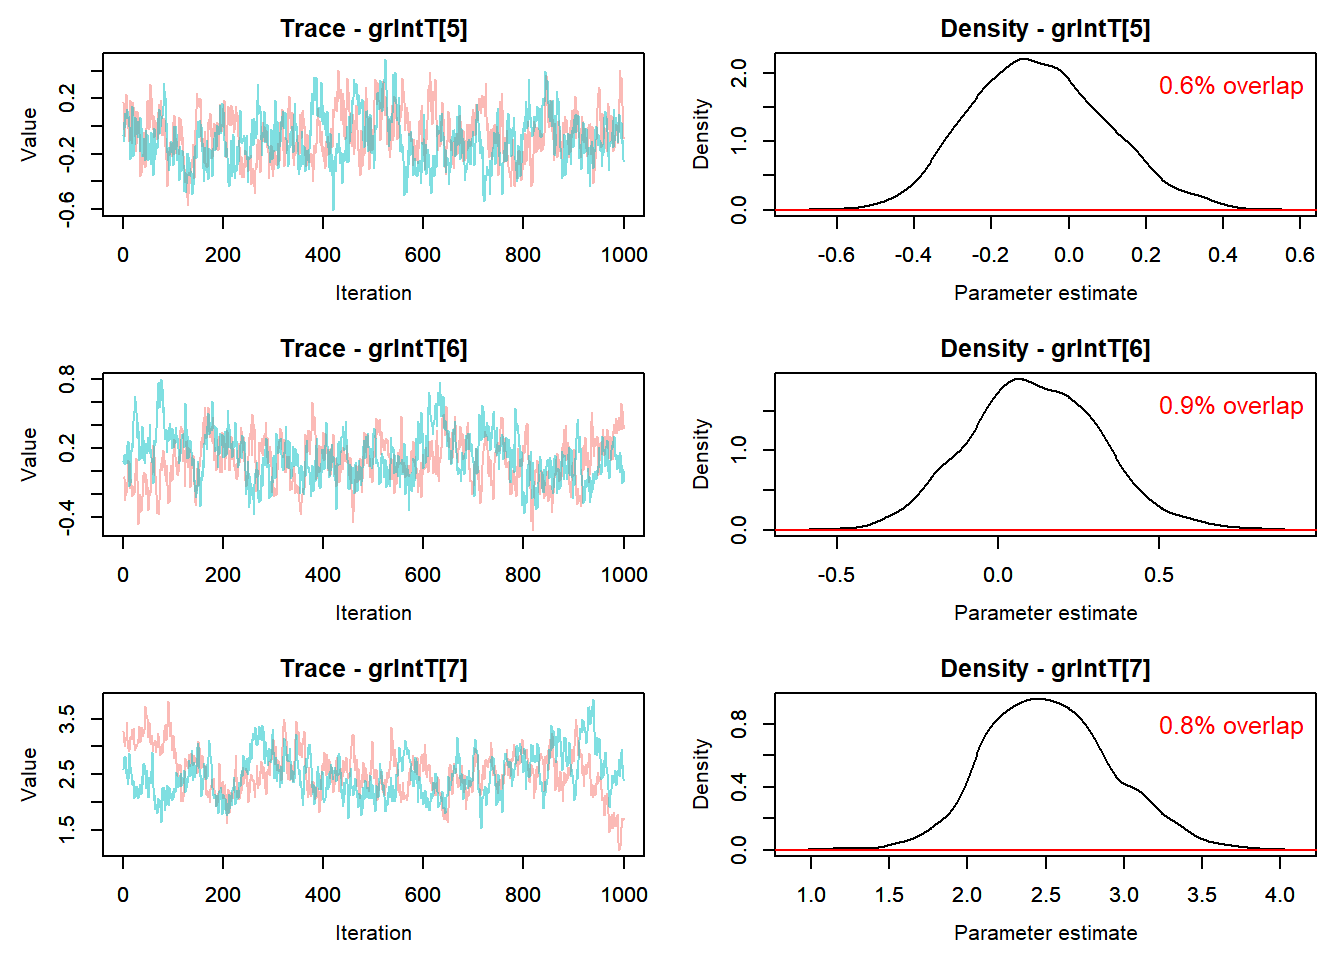 Trace - grIntT[5]
Value
-0.6 -0.2 0.2
0 200 400 600 800 1000
Iteration
Density - grIntT[5]
0.6% overlap
Density
0.0 1.0 2.0
-0.6 -0.4 -0.2 0.0 0.2 0.4 0.6
Parameter estimate
Trace - grIntT[6]
Value
-0.4 0.2 0.8
0 200 400 600 800 1000
Iteration
Density - grIntT[6]
0.9% overlap
Density
0.0 1.0
-0.5 0.0 0.5
Parameter estimate
Trace - grIntT[7]
Value
1.5 2.5 3.5
0 200 400 600 800 1000
Iteration
Density - grIntT[7]
0.8% overlap
Density
0.0 0.4 0.8
1.0 1.5 2.0 2.5 3.0 3.5 4.0
Parameter estimate